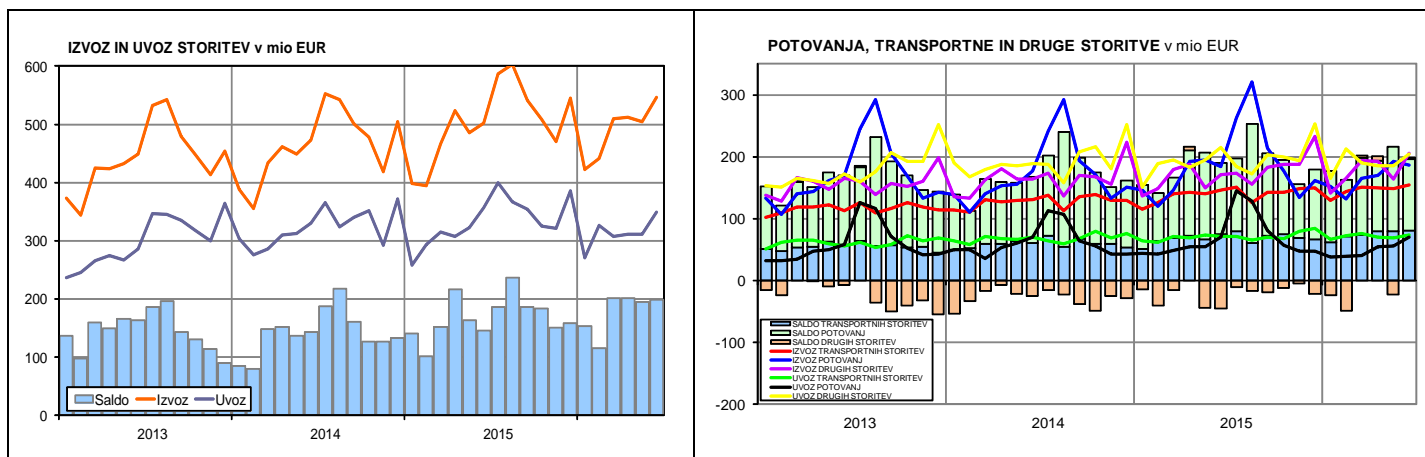 IZVOZ IN UVOZ STORITEV v mio EUR
600
500
400
300
200
100
0
Saldo Izvoz Uvoz
2013 2014 2015
POTOVANJA, TRANSPORTNE IN DRUGE STORITVE v mio EUR
300
200
100
0
-100
-200
SALDO TRANSPORTNIH STORITEV
SALDO POTOVANJ
SALDO DRUGIH STORITEV
IZVOZ TRANSPORTNIH STORITEV
IZVOZ POTOVANJ
IZVOZ DRUGIH STORITEV
UVOZ TRANSPORTNIH STORITEV
UVOZ POTOVANJ
UVOZ DRUGIH STORITEV
2013 2014 2015